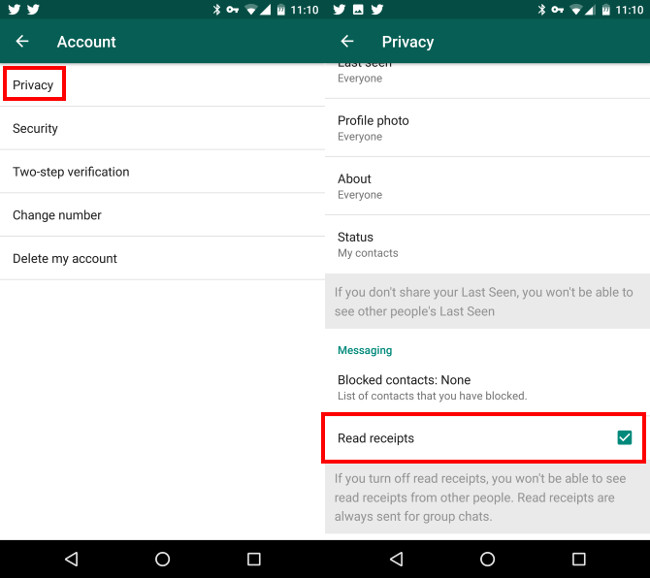 11:10
Account
Privacy
Security
Two-step verification
Change number
Delete my account
11:10
Privacy
Last seen
Everyone
Profile photo
Everyone
About
Everyone
Status
My contacts
If you don't share your Last Seen, you won't be able to
see other people's Last Seen
Messaging
Blocked contacts: None
List of contacts that you have blocked.
Read receipts
If you turn off read receipts, you won't be able to see
read receipts from other people. Read receipts are
always sent for group chats.